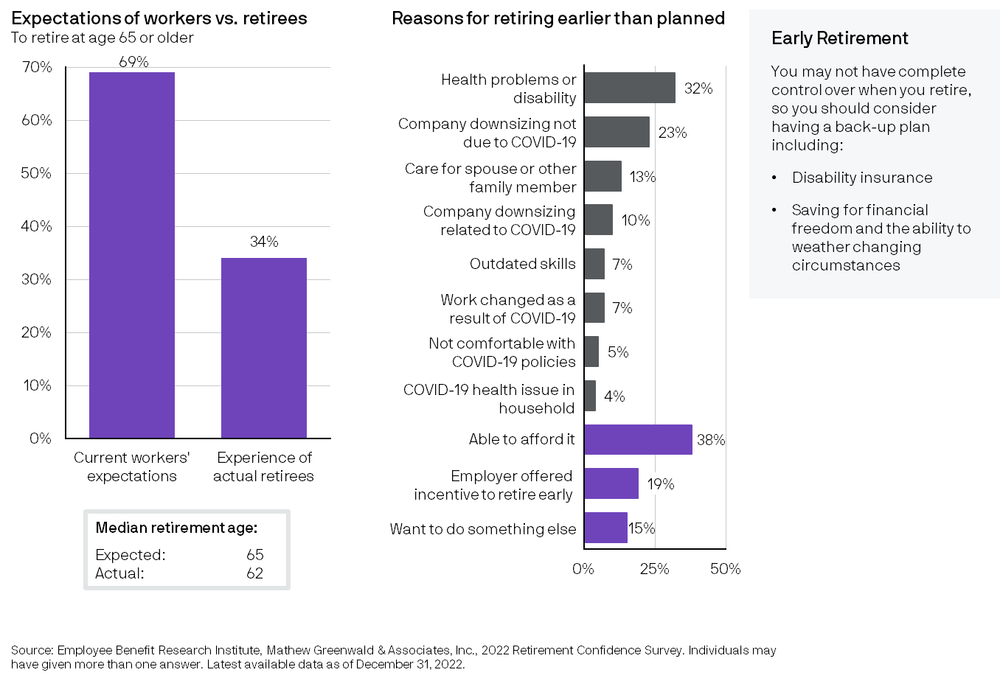 Expectations of workers vs. retirees
To retire at age 65 or older
70%
60%
50%
40%
30%
20%
10%
0%
69%
34%
Current workers'
expectations
Experience of
actual retirees
Median retirement age:
Expected: 65
Actual: 62
Reasons for retiring earlier than planned
Health problems or
disability
32%
Company downsizing not
due to COVID-19
23%
Care for spouse or other
family member
13%
Company downsizing
related to COVID-19
10%
Outdated skills
7%
Work changed as a
result of COVID-19
7%
Not comfortable with
COVID-19 policies
5%
COVID-19 health issue in
household
4%
Able to afford it
38%
Employer offered
incentive to retire early
19%
Want to do something else
15%
0% 25% 50%
Early Retirement
You may not have complete
control over when you retire,
so you should consider
having a back-up plan
including:
• Disability insurance
• Saving for financial
freedom and the ability to
weather changing
circumstances
Source: Employee Benefit Research Institute, Mathew Greenwald & Associates, Inc., 2022 Retirement Confidence Survey. Individuals may
have given more than one answer. Latest available data as of December 31, 2022.